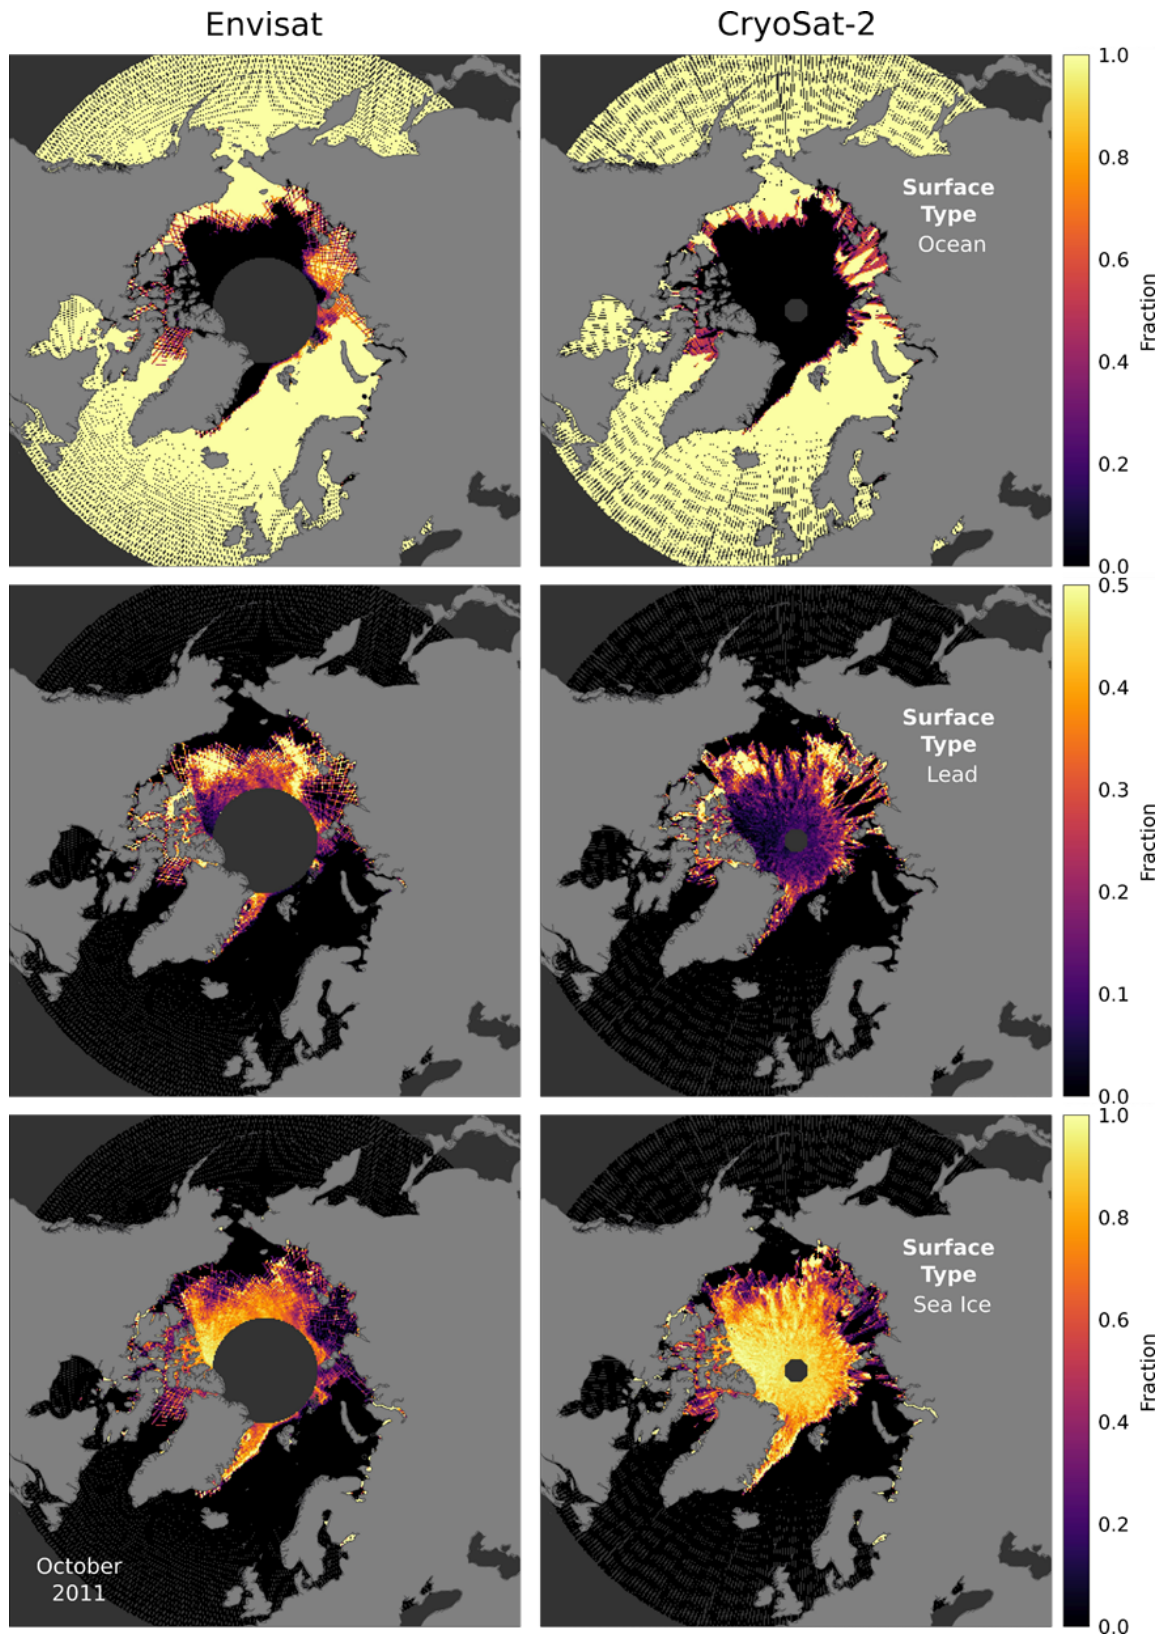 Envisat
CryoSat-2
Surface
Type
Ocean
1.0
0.8
0.6
0.4
0.2
0.0
Fraction
Surface
Type
Lead
0.5
0.4
0.3
0.2
0.1
0.0
Fraction
Surface
Type
Sea Ice
1.0
0.8
0.6
0.4
0.2
0.0
Fraction
October
2011